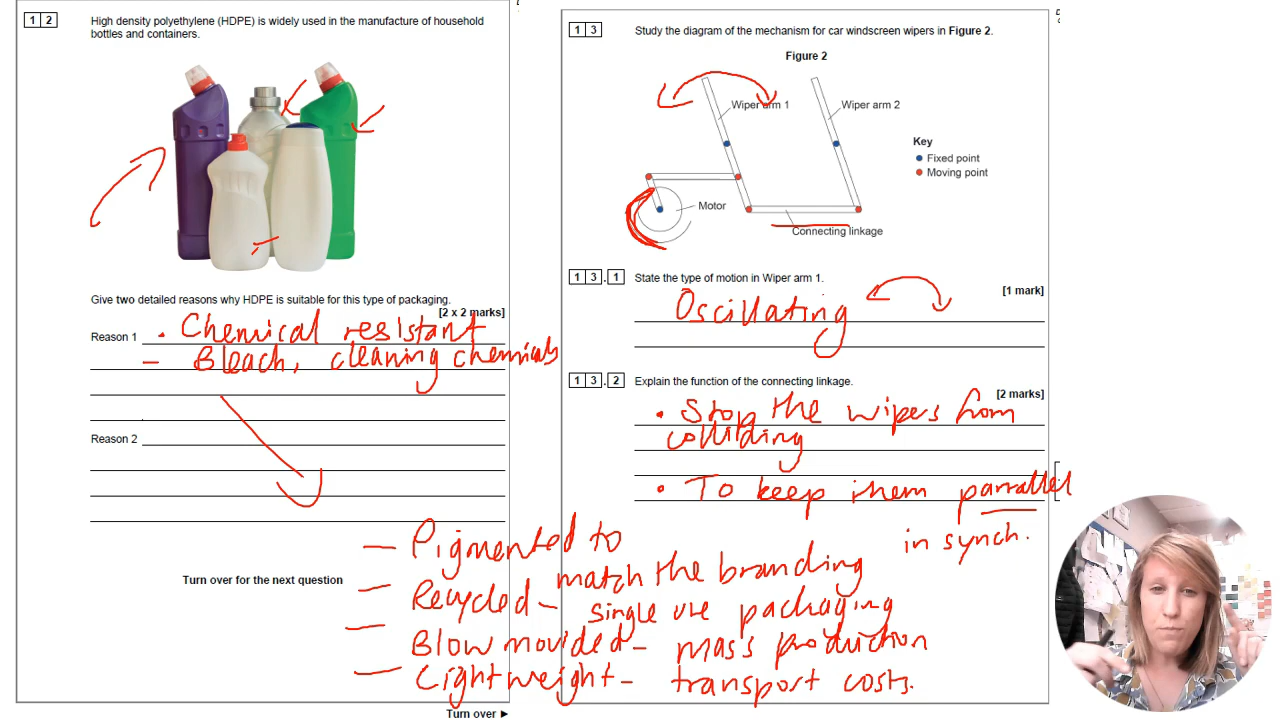 1 2 High density polyethylene (HDPE) is widely used in the manufacture of household
bottles and containers.
Give two detailed reasons why HDPE is suitable for this type of packaging.
[2 x 2 marks]
Reason 1 • Chemical resistant
– Bleach, cleaning chemicals
Reason 2
Turn over for the next question
– Pigmented to
match the branding
– Recycled – single use packaging
– Blow moulded – mass production
– Lightweight – transport costs.
Turn over ►
1 3 Study the diagram of the mechanism for car windscreen wipers in Figure 2.
Figure 2
Wiper arm 1
Wiper arm 2
Key
Fixed point
Moving point
Motor
Connecting linkage
1 3 . 1 State the type of motion in Wiper arm 1.
[1 mark]
Oscillating
1 3 . 2 Explain the function of the connecting linkage.
[2 marks]
• Stop the wipers from
colliding
• To keep them parrallel
in synch.